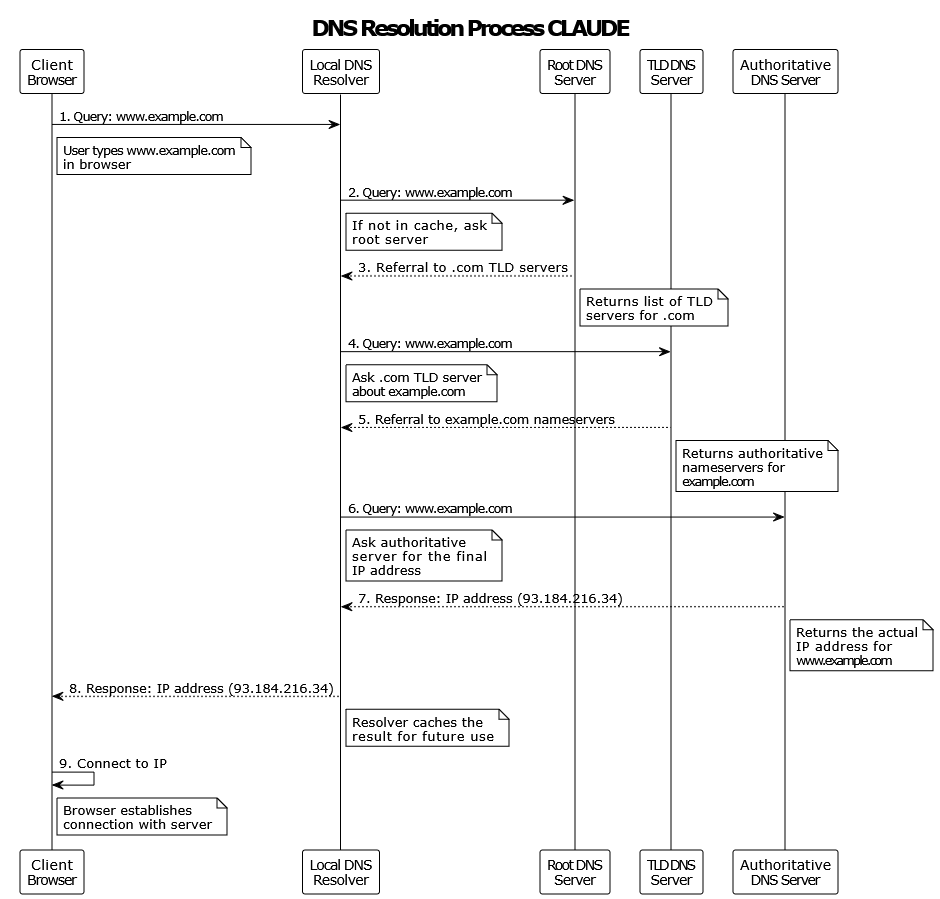 DNS Resolution Process CLAUDE
Client
Browser
Local DNS
Resolver
Root DNS
Server
TLD DNS
Server
Authoritative
DNS Server
1. Query: www.example.com
User types www.example.com
in browser
2. Query: www.example.com
If not in cache, ask
root server
3. Referral to .com TLD servers
Returns list of TLD
servers for .com
4. Query: www.example.com
Ask .com TLD server
about example.com
5. Referral to example.com nameservers
Returns authoritative
nameservers for
example.com
6. Query: www.example.com
Ask authoritative
server for the final
IP address
7. Response: IP address (93.184.216.34)
Returns the actual
IP address for
www.example.com
8. Response: IP address (93.184.216.34)
Resolver caches the
result for future use
9. Connect to IP
Browser establishes
connection with server
Client
Browser
Local DNS
Resolver
Root DNS
Server
TLD DNS
Server
Authoritative
DNS Server